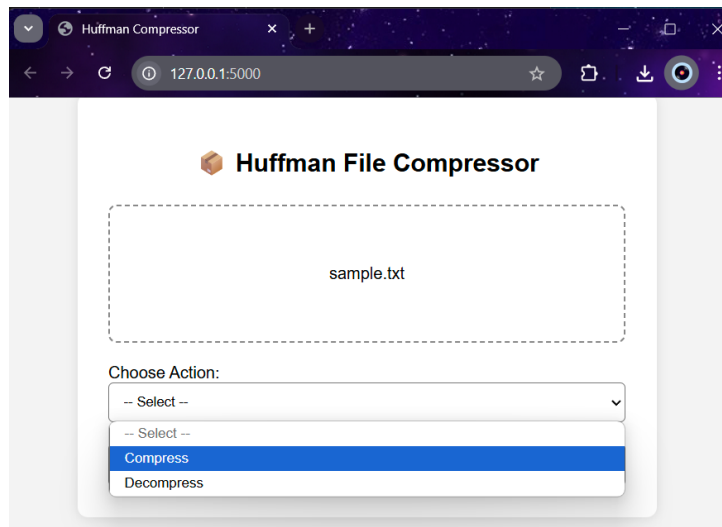 Huffman Compressor
127.0.0.1:5000
Huffman File Compressor
sample.txt
Choose Action:
-- Select --
-- Select --
Compress
Decompress